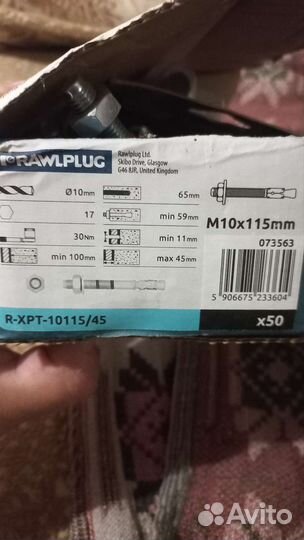 RAWLPLUG
Rawlplug Ltd.
Skibo Drive, Glasgow
G46 8JR, United Kingdom
Ø10mm
65mm
17
min 59mm
30Nm
min 11mm
min 100mm
max 45mm
M10x115mm
073563
5 906675 233604
R-XPT-10115/45
x50
Avito